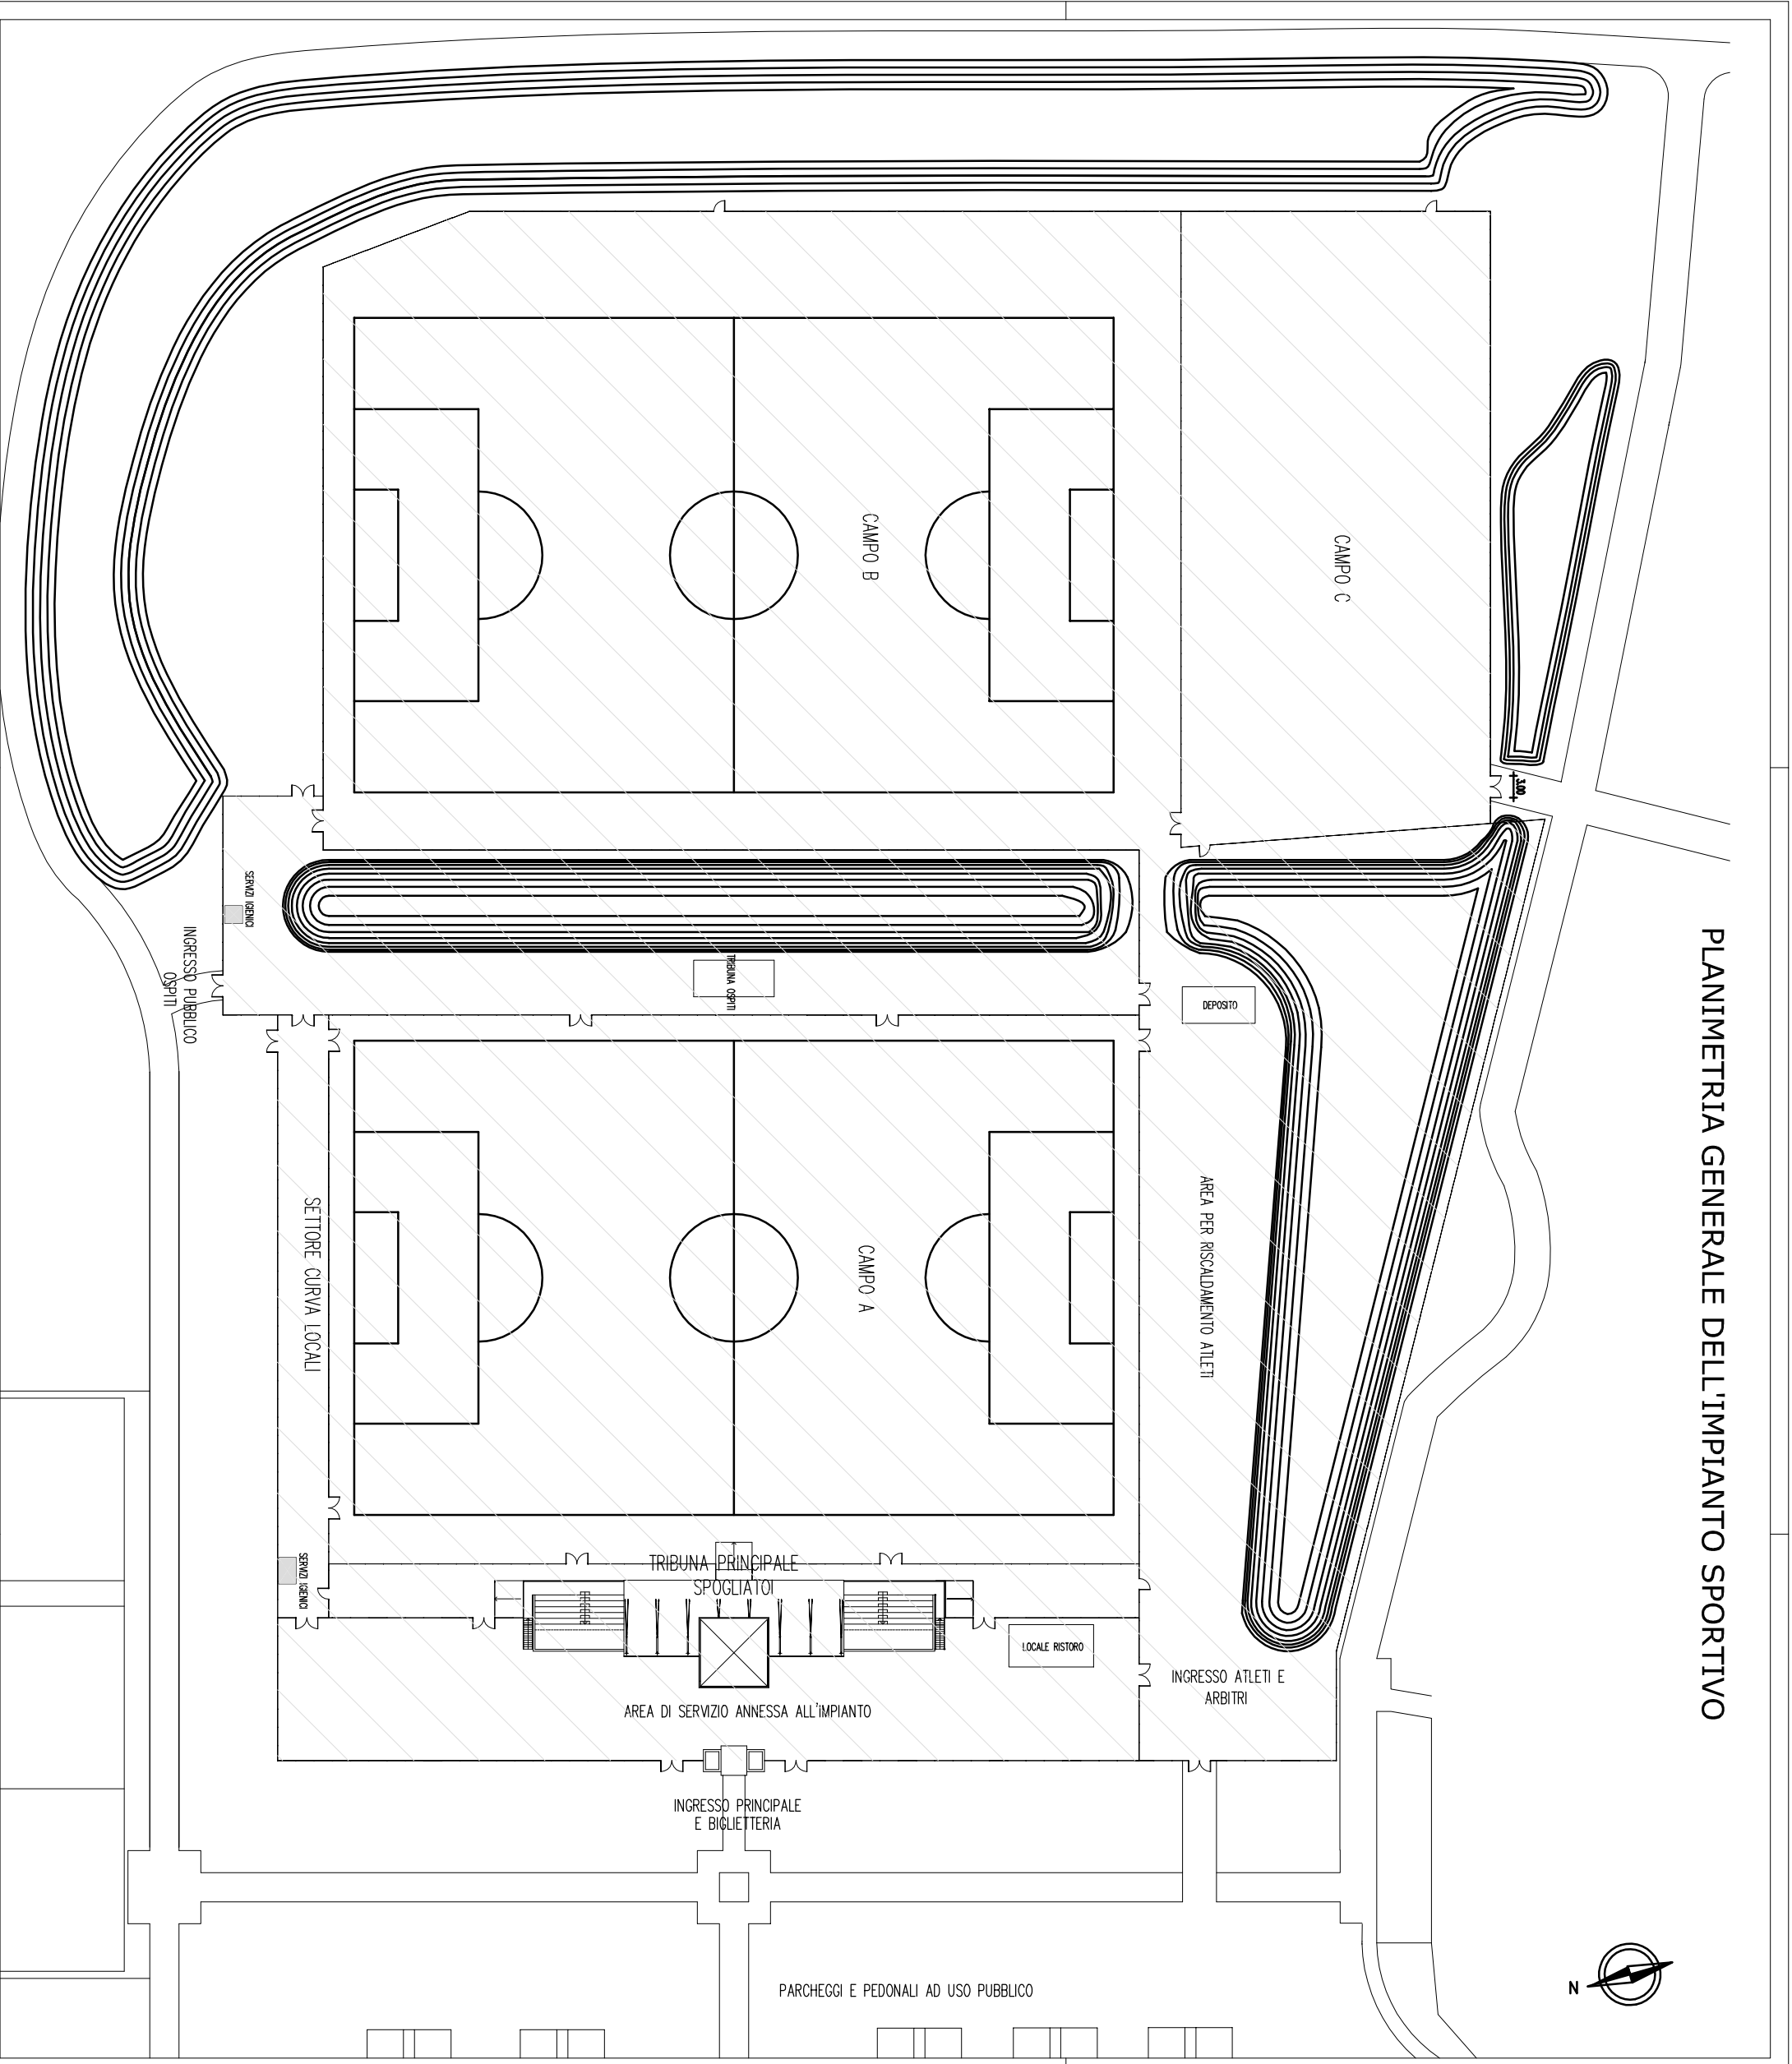 PLANIMETRIA GENERALE DELL'IMPIANTO SPORTIVO
CAMPO B
CAMPO C
3.00
SERVIZI IGIENICI
INGRESSO PUBBLICO
OSPITI
TRIBUNA OSPITI
DEPOSITO
SETTORE CURVA LOCALI
CAMPO A
AREA PER RISCALDAMENTO ATLETI
SERVIZI IGIENICI
TRIBUNA PRINCIPALE
SPOGLIATOI
LOCALE RISTORO
INGRESSO ATLETI E
ARBITRI
AREA DI SERVIZIO ANNESSA ALL'IMPIANTO
INGRESSO PRINCIPALE
E BIGLIETTERIA
PARCHEGGI E PEDONALI AD USO PUBBLICO
N